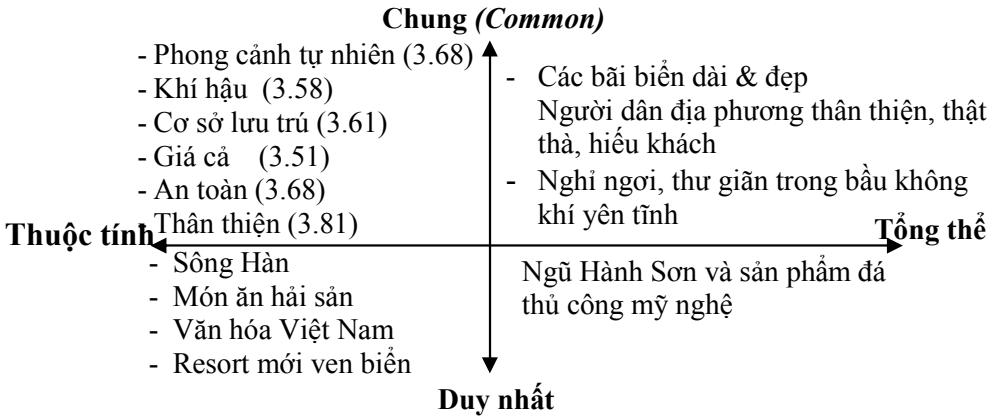 Chung (Common)
- Phong cảnh tự nhiên (3.68)
- Khí hậu (3.58)
- Cơ sở lưu trú (3.61)
- Giá cả (3.51)
- An toàn (3.68)
- Thân thiện (3.81)
- Các bãi biển dài & đẹp
Người dân địa phương thân thiện, thật
thà, hiếu khách
- Nghỉ ngơi, thư giãn trong bầu không
khí yên tĩnh
Thuộc tính
Tổng thể
- Sông Hàn
- Món ăn hải sản
- Văn hóa Việt Nam
- Resort mới ven biển
Ngũ Hành Sơn và sản phẩm đá
thủ công mỹ nghệ
Duy nhất